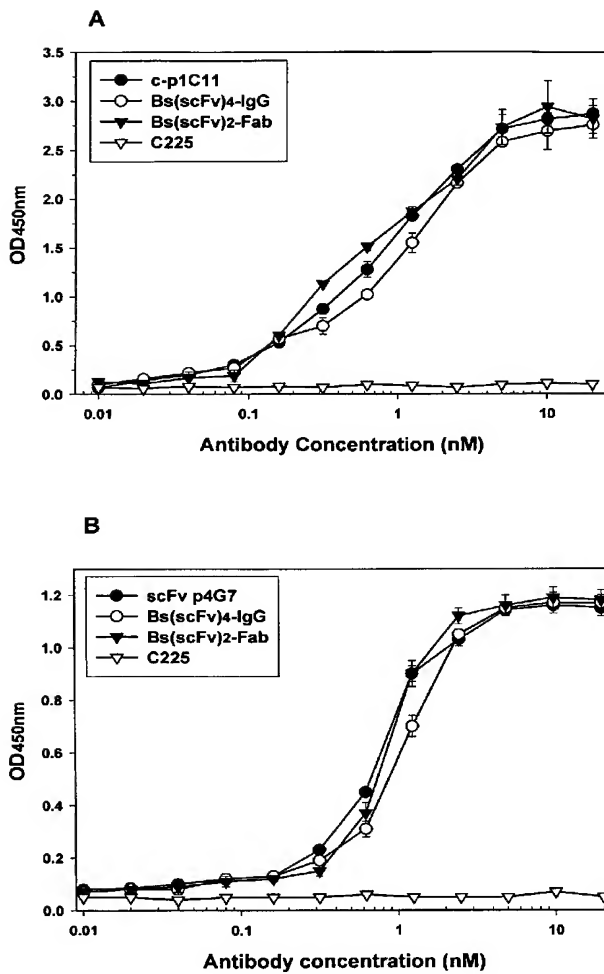 A
3.5
3.0
2.5
2.0
1.5
1.0
0.5
0.0
OD450nm
c-p1C11
Bs(scFv)4-IgG
Bs(scFv)2-Fab
C225
0.01 0.1 1 10
Antibody Concentration (nM)
B
1.2
1.0
0.8
0.6
0.4
0.2
0.0
OD450nm
scFv p4G7
Bs(scFv)4-IgG
Bs(scFv)2-Fab
C225
0.01 0.1 1 10
Antibody concentration (nM)